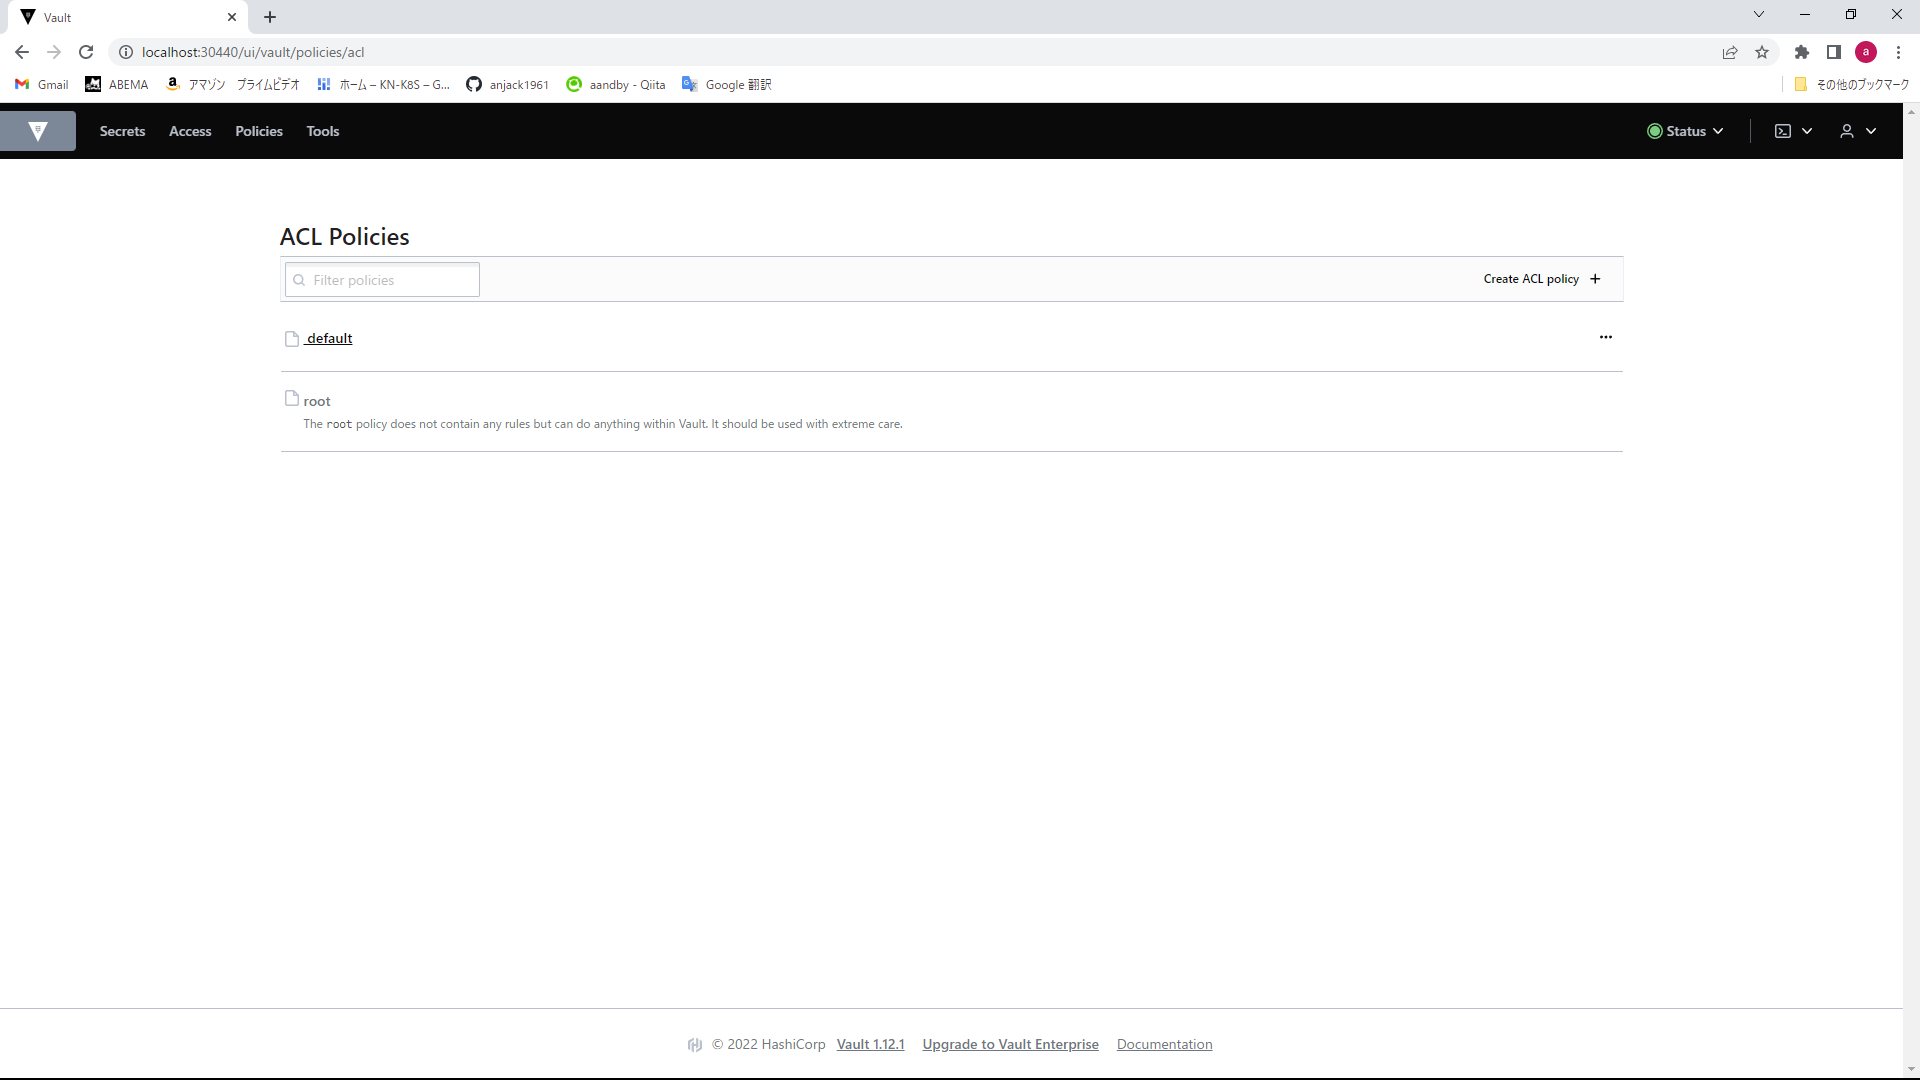 Vault
localhost:30440/ui/vault/policies/acl
a
Gmail ABEMA アマゾン プライムビデオ ホーム – KN-K8S – G... anjack1961 aandby - Qiita Google 翻訳 その他のブックマーク
Secrets Access Policies Tools Status
ACL Policies
Filter policies Create ACL policy
default
root
The root policy does not contain any rules but can do anything within Vault. It should be used with extreme care.
© 2022 HashiCorp Vault 1.12.1 Upgrade to Vault Enterprise Documentation